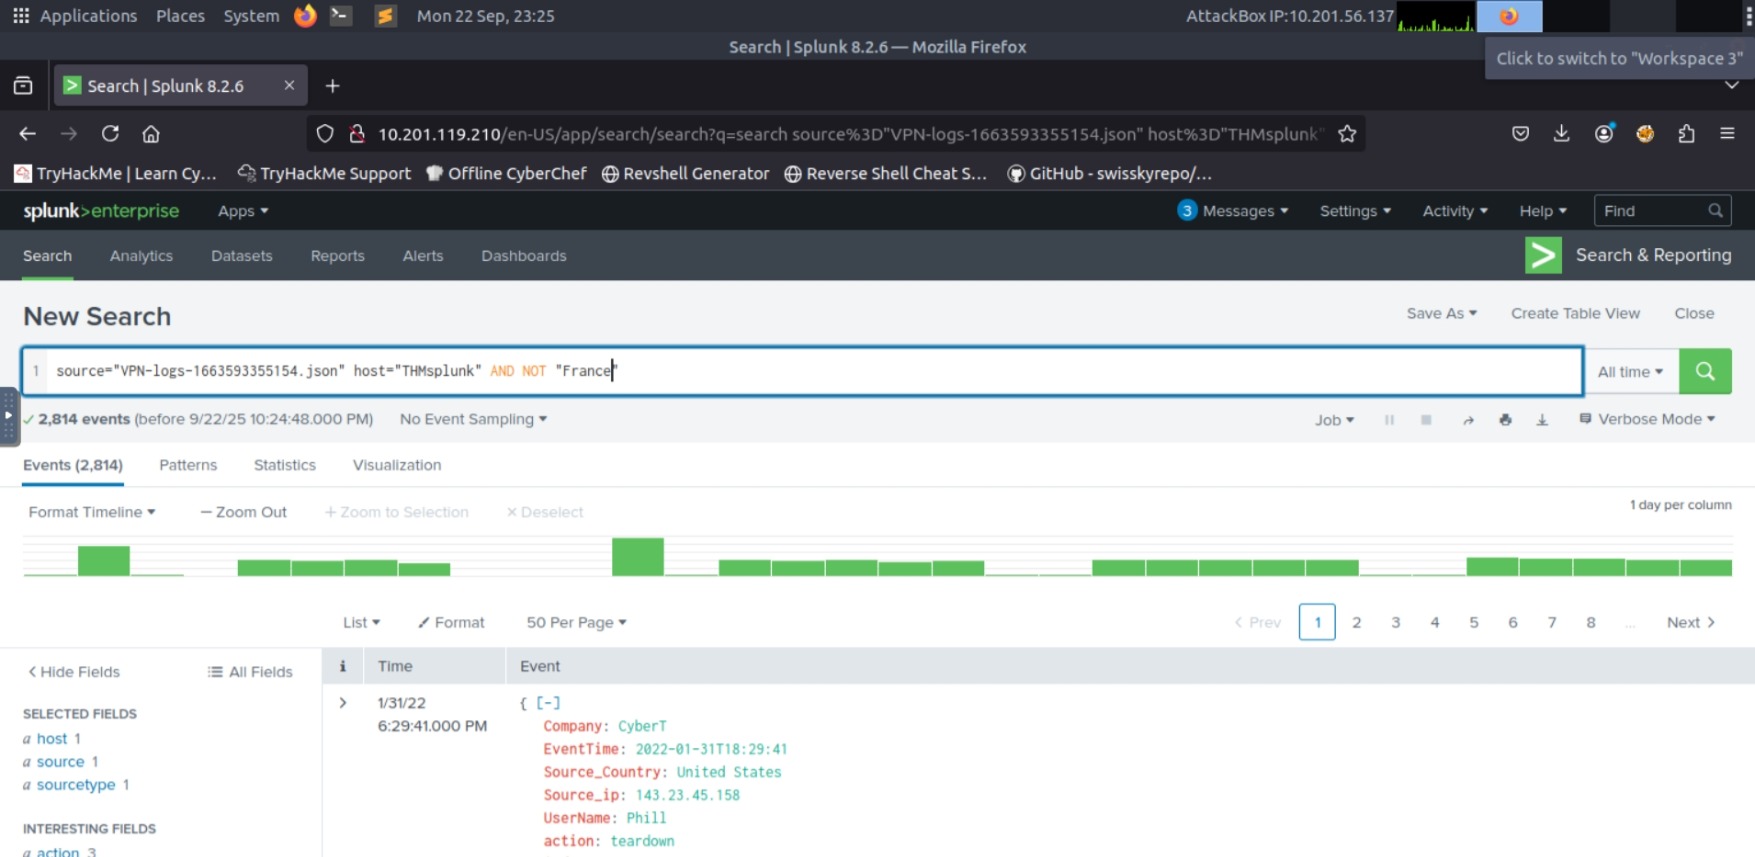 Applications Places System Mon 22 Sep, 23:25 AttackBox IP:10.201.56.137
Search | Splunk 8.2.6 — Mozilla Firefox
Click to switch to "Workspace 3"
Search | Splunk 8.2.6
10.201.119.210/en-US/app/search/search?q=search source%3D"VPN-logs-1663593355154.json" host%3D"THMsplunk"
TryHackMe | Learn Cy... TryHackMe Support Offline CyberChef Revshell Generator Reverse Shell Cheat S... GitHub - swisskyrepo/...
splunk>enterprise Apps 3 Messages Settings Activity Help Find
Search Analytics Datasets Reports Alerts Dashboards Search & Reporting
New Search Save As Create Table View Close
1 source="VPN-logs-1663593355154.json" host="THMsplunk" AND NOT "France" All time
2,814 events (before 9/22/25 10:24:48.000 PM) No Event Sampling Job Verbose Mode
Events (2,814) Patterns Statistics Visualization
Format Timeline — Zoom Out + Zoom to Selection × Deselect 1 day per column
List Format 50 Per Page < Prev 1 2 3 4 5 6 7 8 ... Next >
< Hide Fields All Fields i Time Event
SELECTED FIELDS
a host 1
a source 1
a sourcetype 1
INTERESTING FIELDS
a action 3
> 1/31/22
6:29:41.000 PM
{ [-]
Company: CyberT
EventTime: 2022-01-31T18:29:41
Source_Country: United States
Source_ip: 143.23.45.158
UserName: Phill
action: teardown